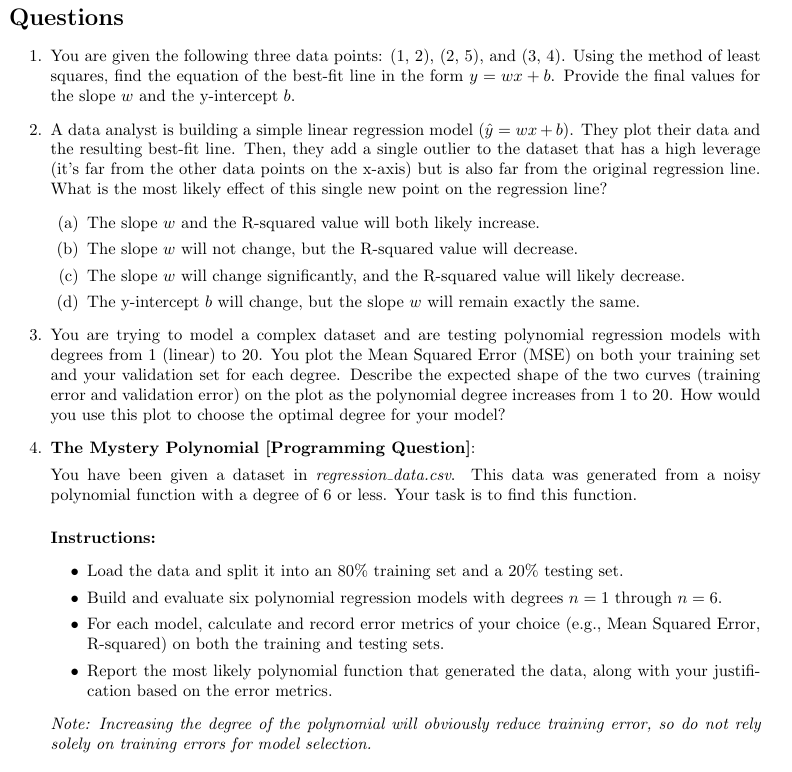 Questions
1. You are given the following three data points: (1, 2), (2, 5), and (3, 4). Using the method of least
squares, find the equation of the best-fit line in the form y = wx + b. Provide the final values for
the slope w and the y-intercept b.
2. A data analyst is building a simple linear regression model (ŷ = wx + b). They plot their data and
the resulting best-fit line. Then, they add a single outlier to the dataset that has a high leverage
(it's far from the other data points on the x-axis) but is also far from the original regression line.
What is the most likely effect of this single new point on the regression line?
(a) The slope w and the R-squared value will both likely increase.
(b) The slope w will not change, but the R-squared value will decrease.
(c) The slope w will change significantly, and the R-squared value will likely decrease.
(d) The y-intercept b will change, but the slope w will remain exactly the same.
3. You are trying to model a complex dataset and are testing polynomial regression models with
degrees from 1 (linear) to 20. You plot the Mean Squared Error (MSE) on both your training set
and your validation set for each degree. Describe the expected shape of the two curves (training
error and validation error) on the plot as the polynomial degree increases from 1 to 20. How would
you use this plot to choose the optimal degree for your model?
4. The Mystery Polynomial [Programming Question]:
You have been given a dataset in regression_data.csv. This data was generated from a noisy
polynomial function with a degree of 6 or less. Your task is to find this function.
Instructions:
• Load the data and split it into an 80% training set and a 20% testing set.
• Build and evaluate six polynomial regression models with degrees n = 1 through n = 6.
• For each model, calculate and record error metrics of your choice (e.g., Mean Squared Error,
R-squared) on both the training and testing sets.
• Report the most likely polynomial function that generated the data, along with your justifi-
cation based on the error metrics.
Note: Increasing the degree of the polynomial will obviously reduce training error, so do not rely
solely on training errors for model selection.